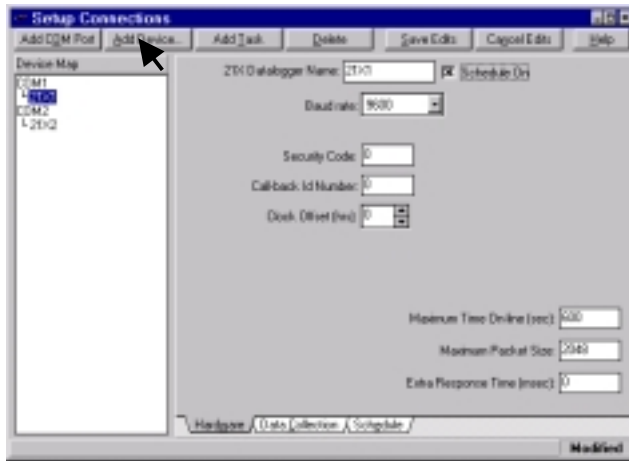 Setup Connections
Add COM Port Add Device... Add Task Delete Save Edits Cancel Edits Help
Device Map
COM1
21X1
COM2
21X2
21X Datalogger Name: 21X1 Schedule On
Baud rate: 9600
Security Code: 0
Call-back Id Number: 0
Clock Offset (hrs): 0
Maximum Time On-line (sec): 600
Maximum Packet Size: 2048
Extra Response Time (msec): 0
Hardware Data Collection Schedule
Modified